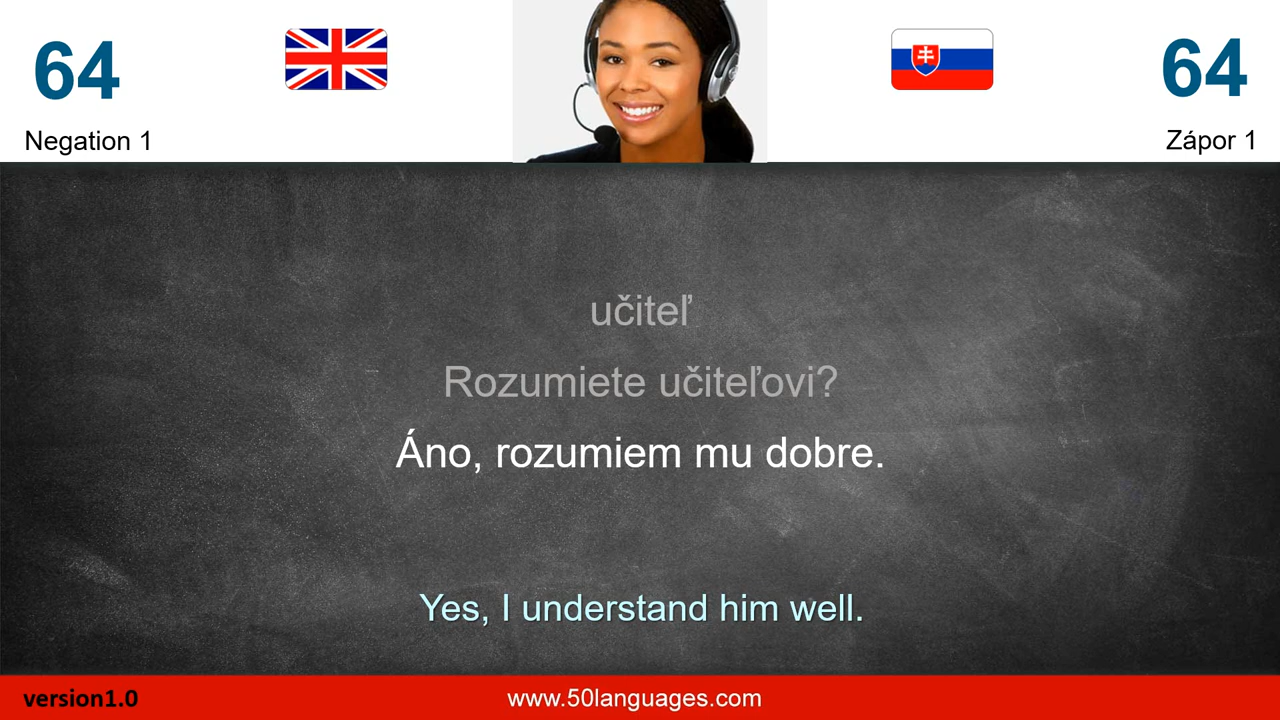 64
64
Negation 1
Zápor 1
učiteľ
Rozumiete učiteľovi?
Áno, rozumiem mu dobre.
Yes, I understand him well.
version1.0
www.50languages.com